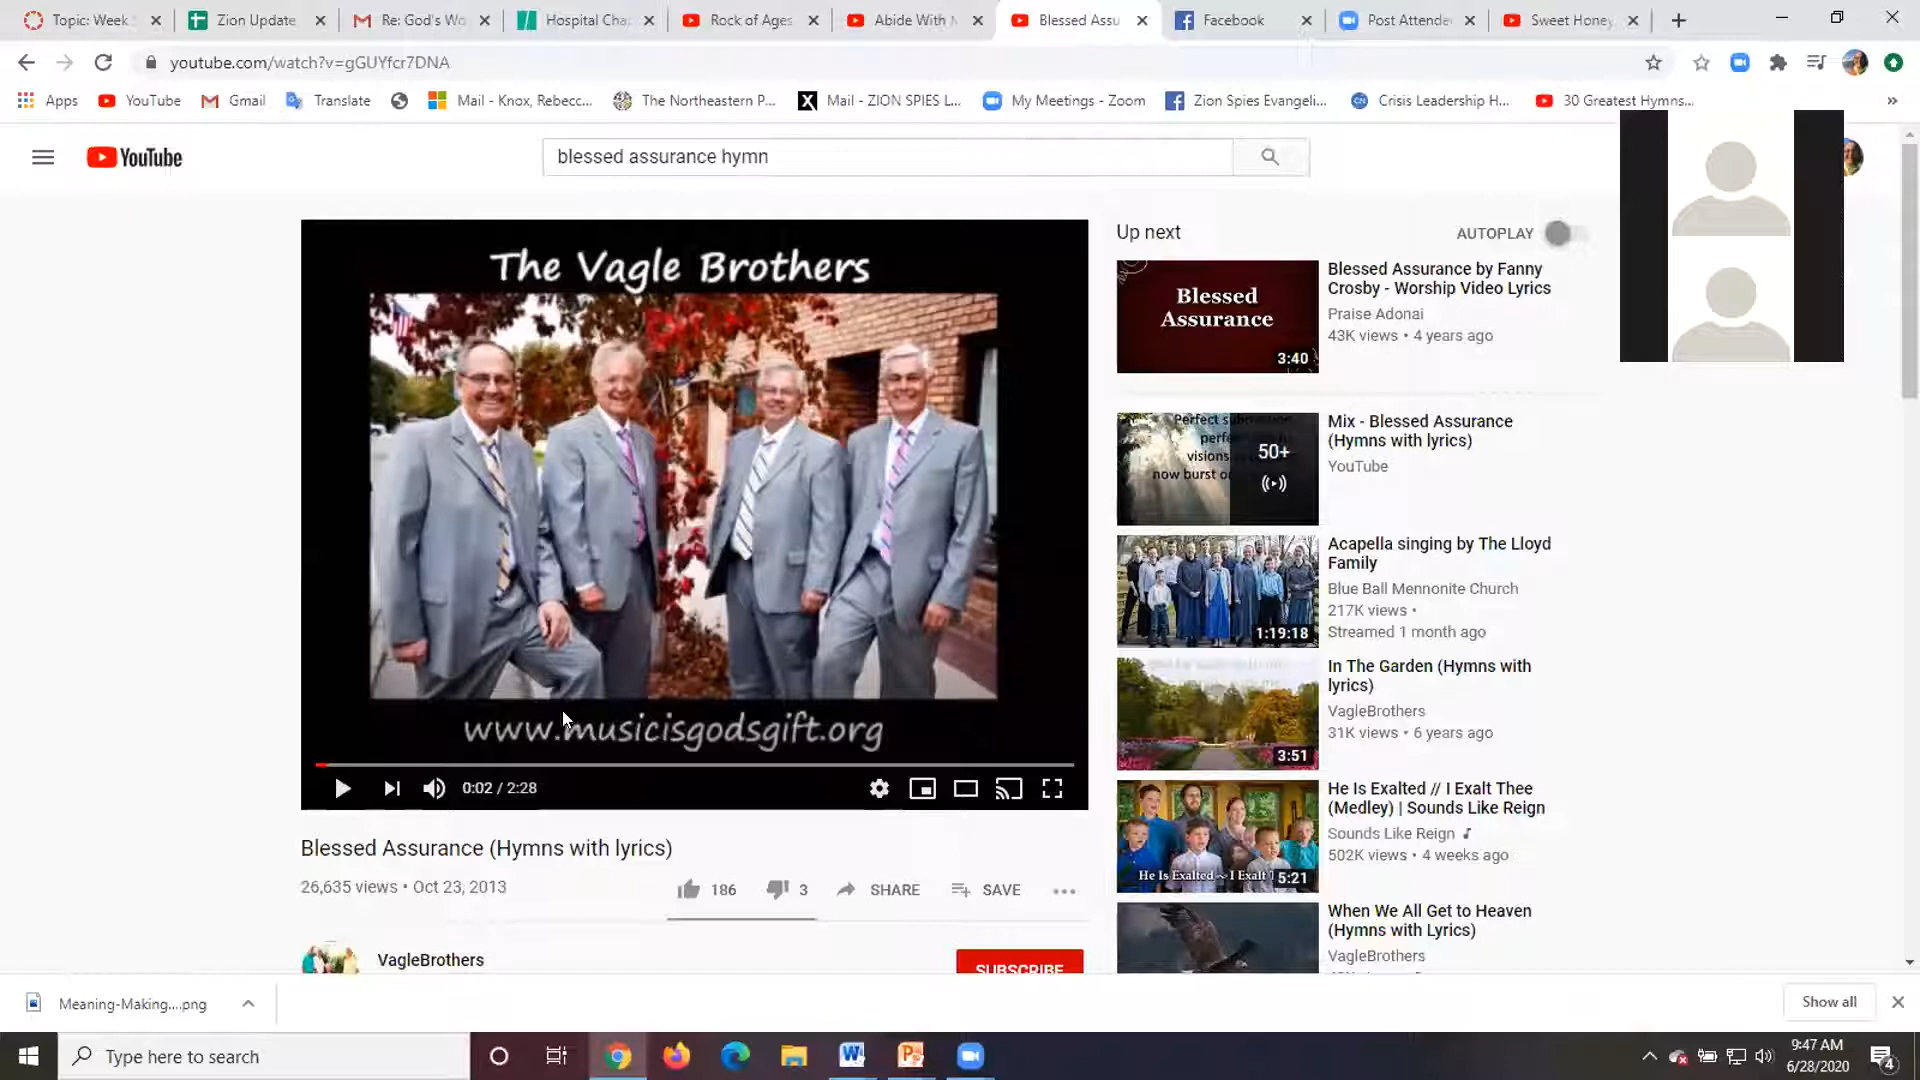 Topic: Week
Zion Update
Re: God's Wo
Hospital Cha
Rock of Ages
Abide With
Blessed Assu
Facebook
Post Attende
Sweet Honey
youtube.com/watch?v=gGUYfcr7DNA
Apps
YouTube
Gmail
Translate
Mail - Knox, Rebecc...
The Northeastern P...
Mail - ZION SPIES L...
My Meetings - Zoom
Zion Spies Evangeli...
Crisis Leadership H...
30 Greatest Hymns...
YouTube
blessed assurance hymn
The Vagle Brothers
www.musicisgodsgift.org
0:02 / 2:28
Blessed Assurance (Hymns with lyrics)
26,635 views • Oct 23, 2013
186
3
SHARE
SAVE
VagleBrothers
SUBSCRIBE
Up next
AUTOPLAY
Blessed
Assurance
3:40
Blessed Assurance by Fanny
Crosby - Worship Video Lyrics
Praise Adonai
43K views • 4 years ago
50+
Mix - Blessed Assurance
(Hymns with lyrics)
YouTube
1:19:18
Acapella singing by The Lloyd
Family
Blue Ball Mennonite Church
217K views •
Streamed 1 month ago
3:51
In The Garden (Hymns with
lyrics)
VagleBrothers
31K views • 6 years ago
He Is Exalted ~ I Exalt
5:21
He Is Exalted // I Exalt Thee
(Medley) | Sounds Like Reign
Sounds Like Reign
502K views • 4 weeks ago
When We All Get to Heaven
(Hymns with Lyrics)
VagleBrothers
Meaning-Making....png
Show all
Type here to search
9:47 AM
6/28/2020
4